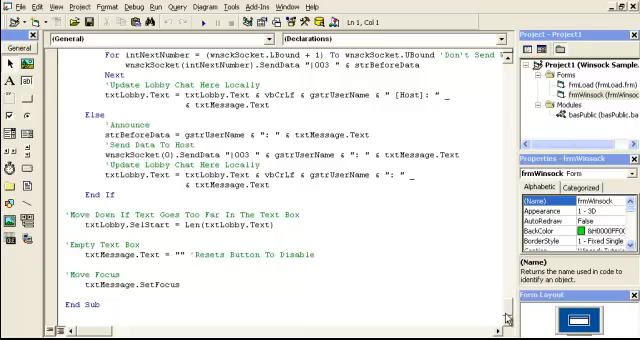 File Edit View Project Format Debug Run Query Diagram Tools Add-Ins Window Help
Ln 1, Col 1
General
(General)
(Declarations)
For intNextNumber = (wnsckSocket.LBound + 1) To wnsckSocket.UBound 'Don't Send
wnsckSocket(intNextNumber).SendData "|003 " & strBeforeData
Next
'Update Lobby Chat Here Locally
txtLobby.Text = txtLobby.Text & vbCrLf & gstrUserName & " [Host]: " _
& txtMessage.Text
Else
'Announce
strBeforeData = gstrUserName & ": " & txtMessage.Text
'Send Data To Host
wnsckSocket(0).SendData "|003 " & gstrUserName & ": " & txtMessage.Text
'Update Lobby Chat Here Locally
txtLobby.Text = txtLobby.Text & vbCrLf & gstrUserName & ": " _
& txtMessage.Text
End If
'Move Down If Text Goes Too Far In The Text Box
txtLobby.SelStart = Len(txtLobby.Text)
'Empty Text Box
txtMessage.Text = "" 'Resets Button To Disable
'Move Focus
txtMessage.SetFocus
End Sub
Project - Project1
Project1 (Winsock Sample.
Forms
frmLoad (frmLoad.frm)
frmWinsock (frmWinsoc
Modules
basPublic (basPublic.bas)
Properties - frmWinsock
frmWinsock Form
Alphabetic Categorized
(Name) frmWinsock
Appearance 1 - 3D
AutoRedraw False
BackColor &H0000FF0C
BorderStyle 1 - Fixed Single
(Name)
Returns the name used in code to
identify an object.
Form Layout